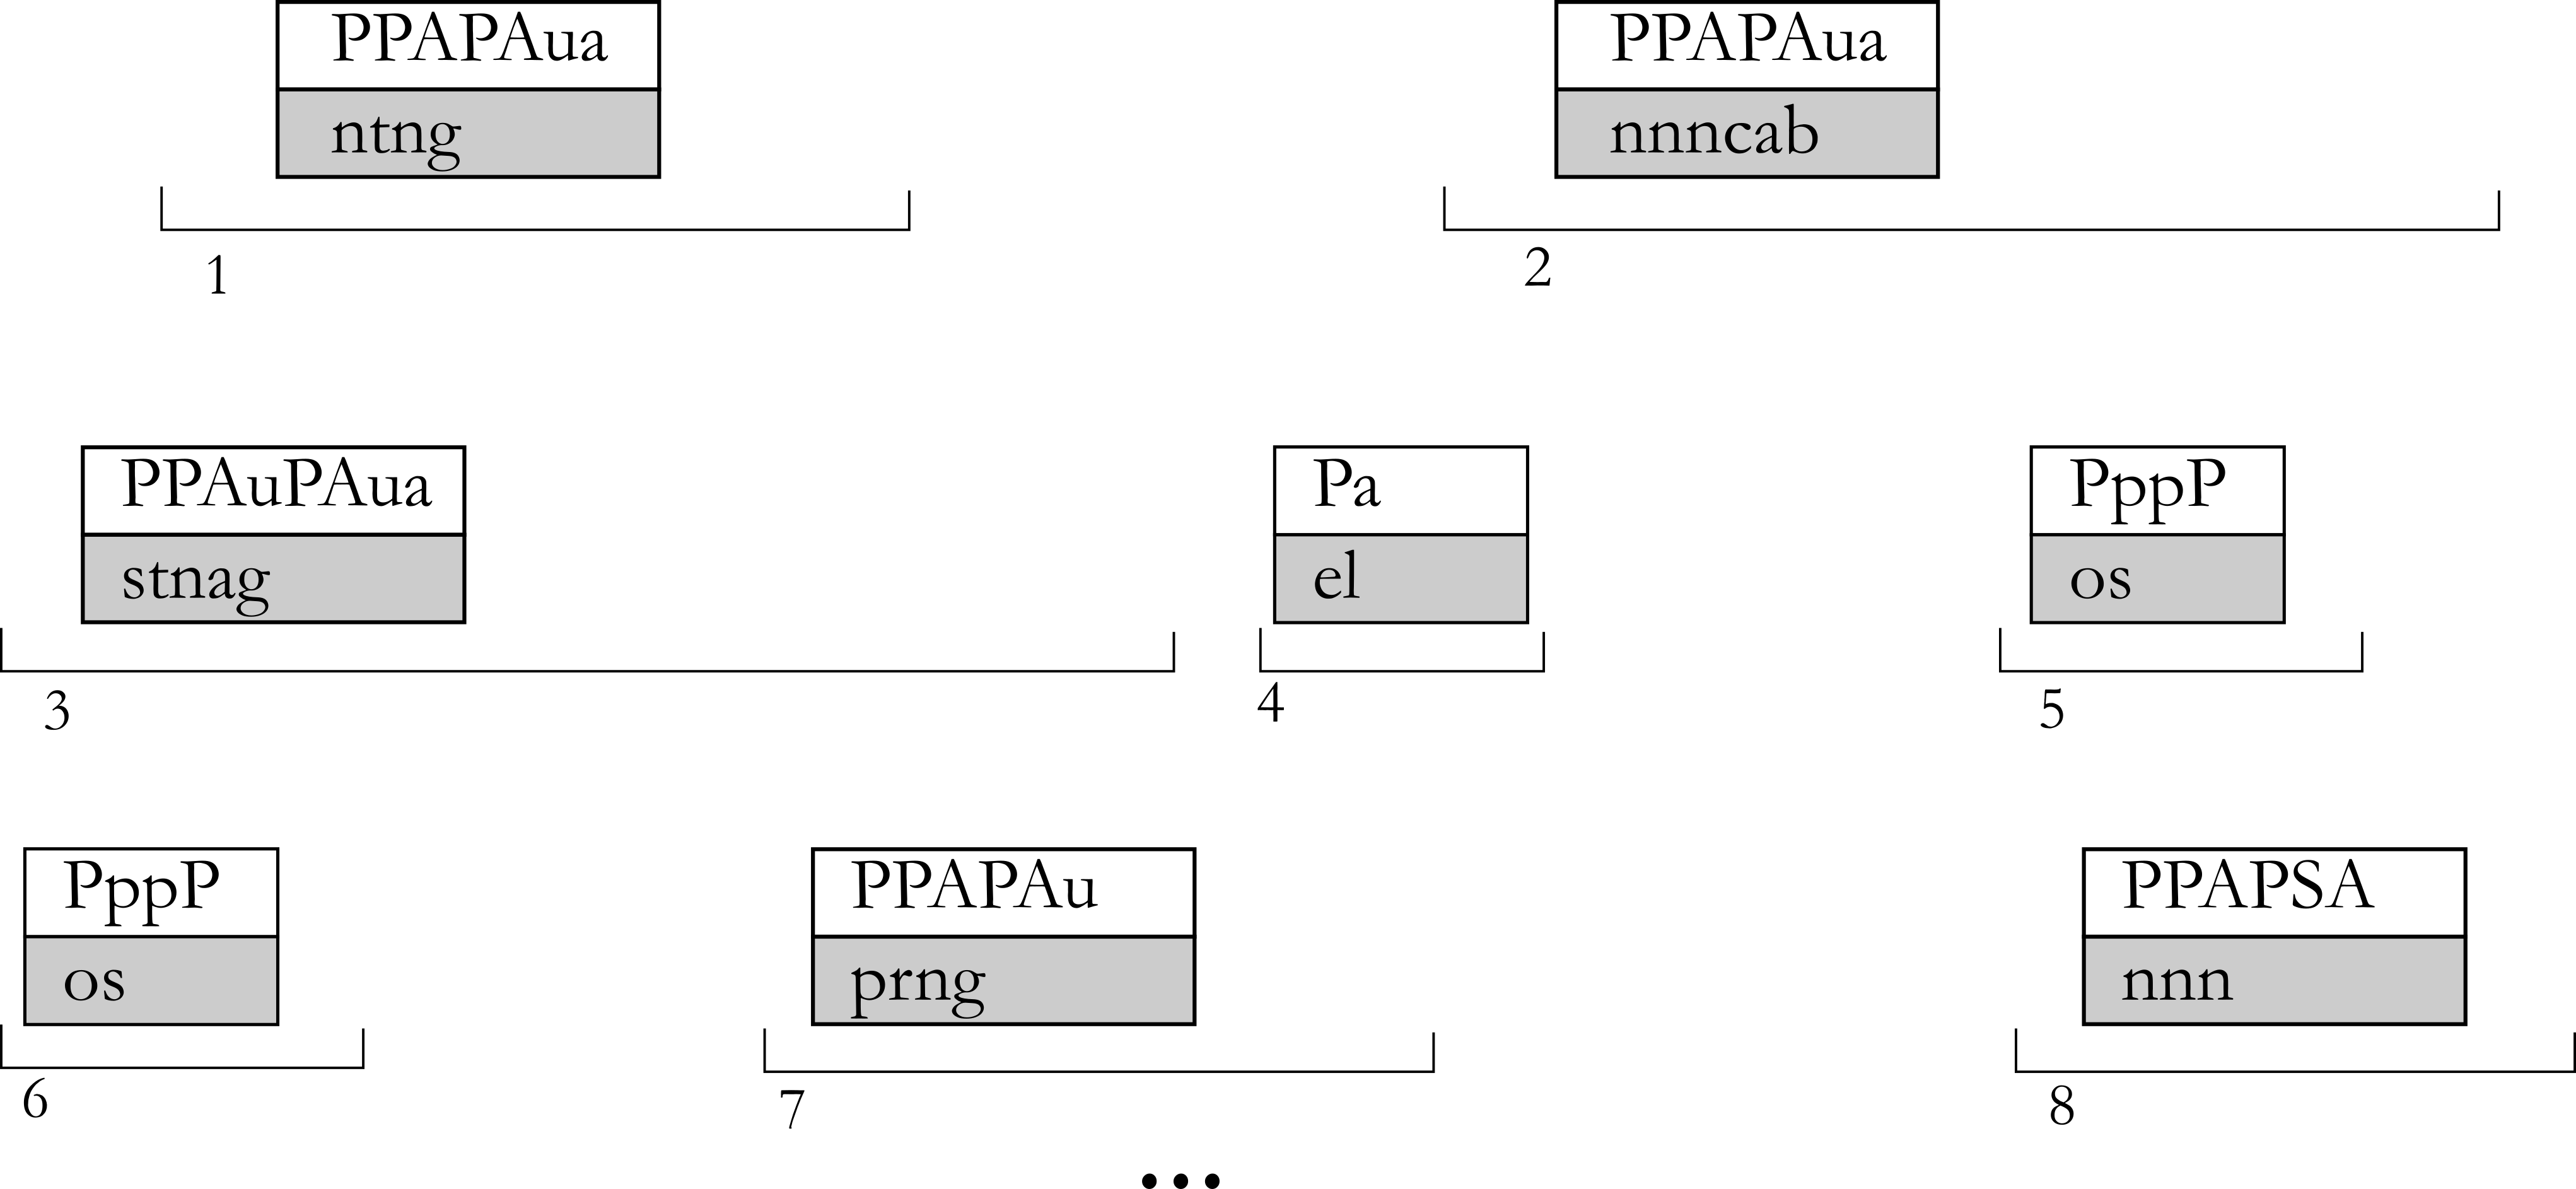 PPAPAua PPAPAua
ntng nnncab
1 2
PPAuPAua Pa PppP
stnag el os
3 4 5
PppP PPAPAu PPAPSA
os prng nnn
6 7 8
...